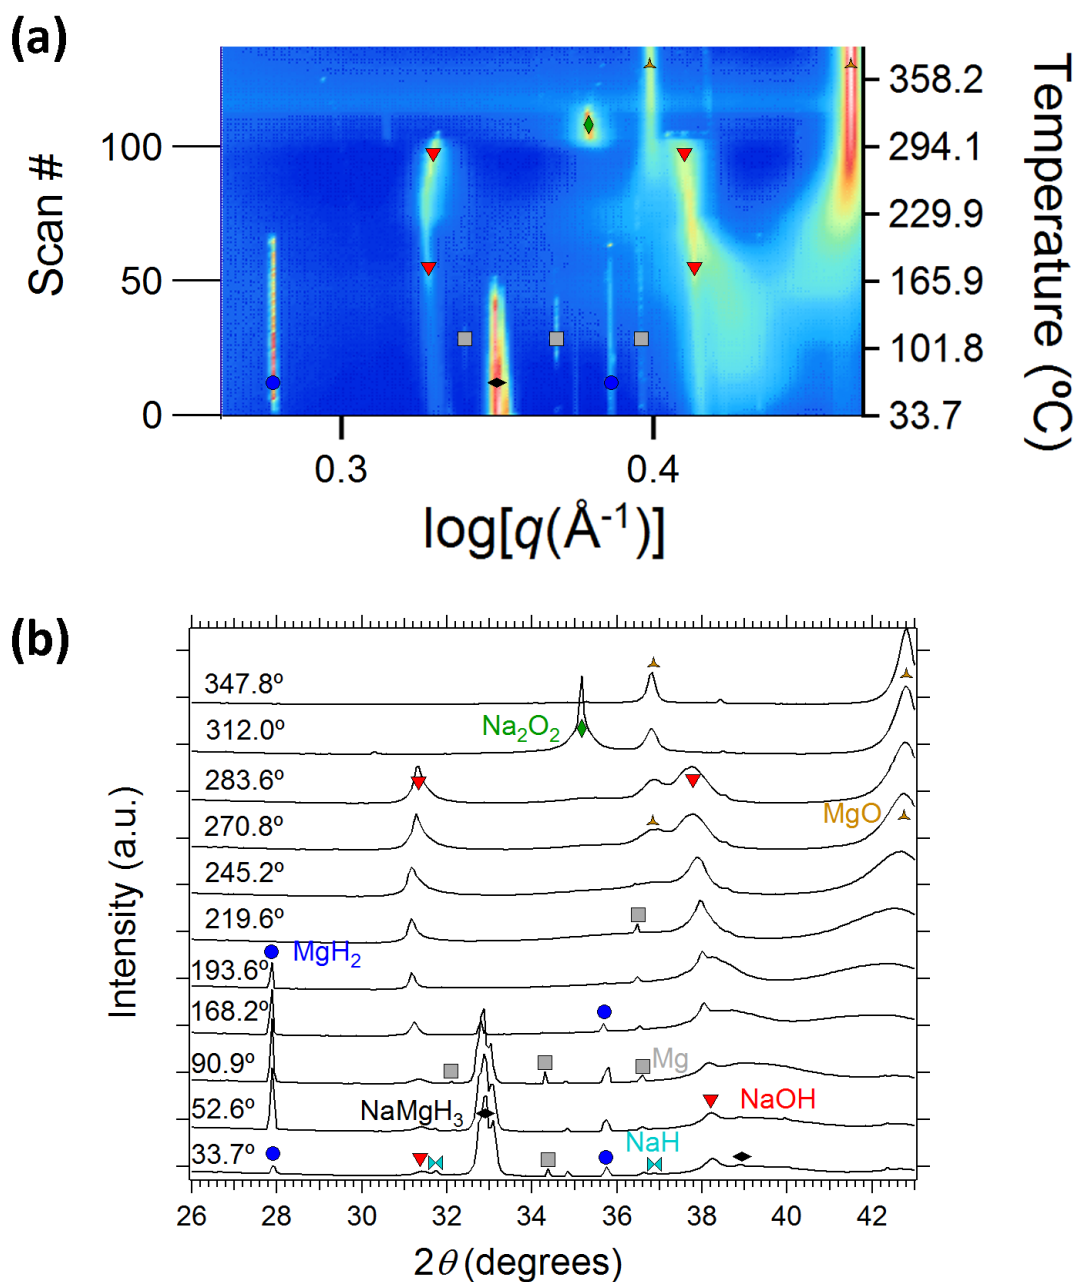 (a)
Scan #
100
50
0
358.2
294.1
229.9
165.9
101.8
33.7
Temperature (ºC)
0.3
0.4
log[q(Å-1)]
(b)
Intensity (a.u.)
347.8º
312.0º
Na2O2
283.6º
270.8º
MgO
245.2º
219.6º
MgH2
193.6º
168.2º
90.9º
Mg
52.6º
NaMgH3
NaOH
33.7º
NaH
26
28
30
32
34
36
38
40
42
2θ (degrees)